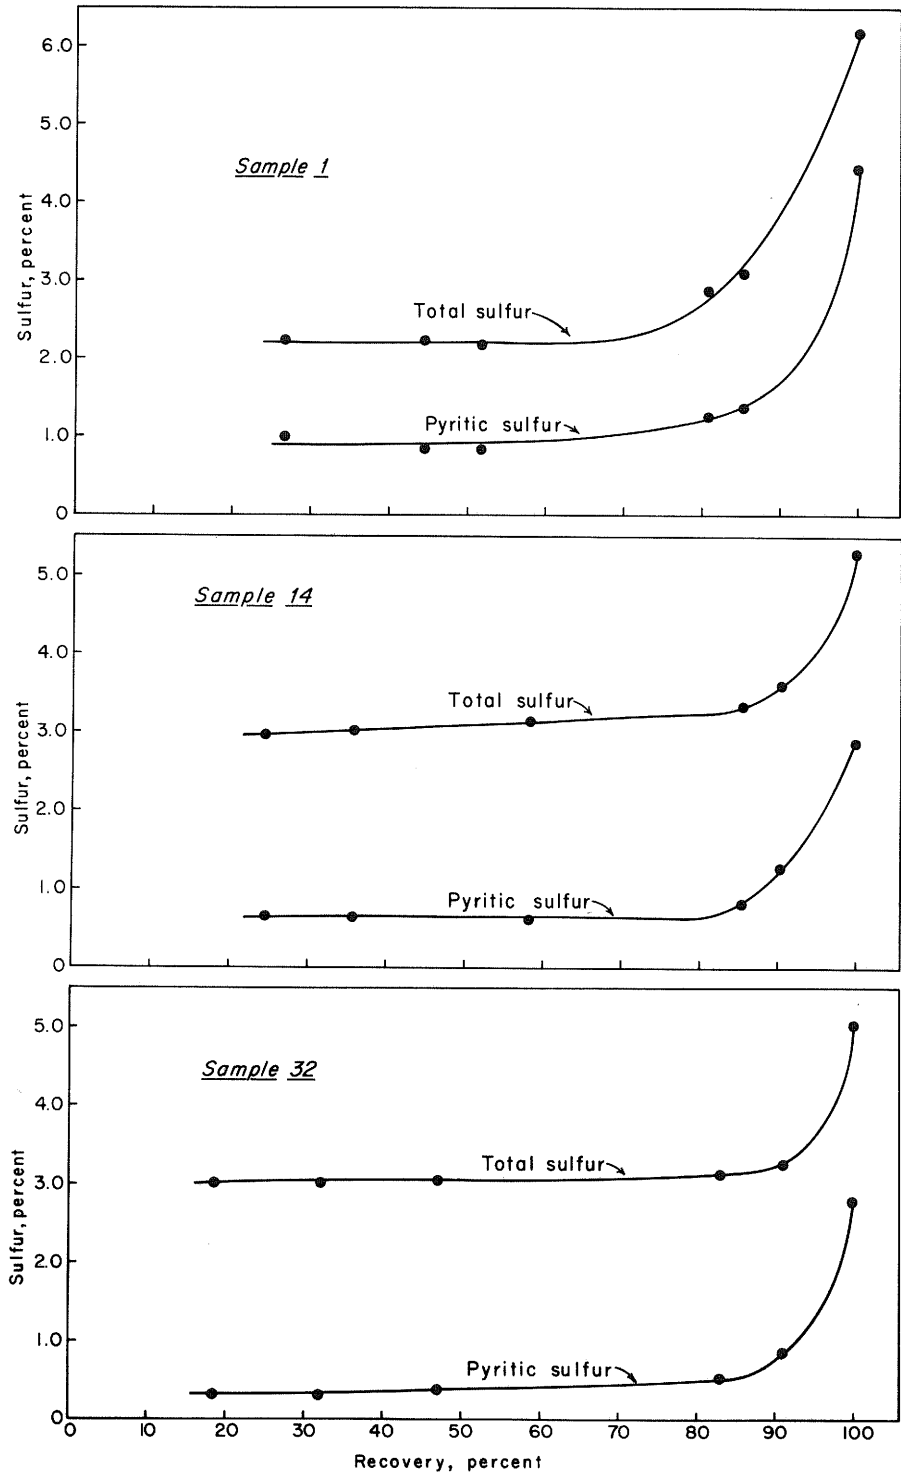 6.0
5.0
Sample 1
4.0
Sulfur, percent
3.0
Total sulfur
2.0
Pyritic sulfur
1.0
0
5.0
Sample 14
4.0
Total sulfur
3.0
Sulfur, percent
2.0
1.0
Pyritic sulfur
0
5.0
Sample 32
4.0
Total sulfur
3.0
Sulfur, percent
2.0
1.0
Pyritic sulfur
0
0 10 20 30 40 50 60 70 80 90 100
Recovery, percent